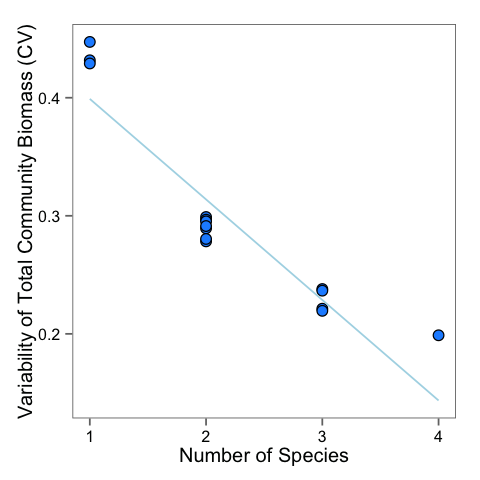 Variability of Total Community Biomass (CV)
0.4
0.3
0.2
1 2 3 4
Number of Species